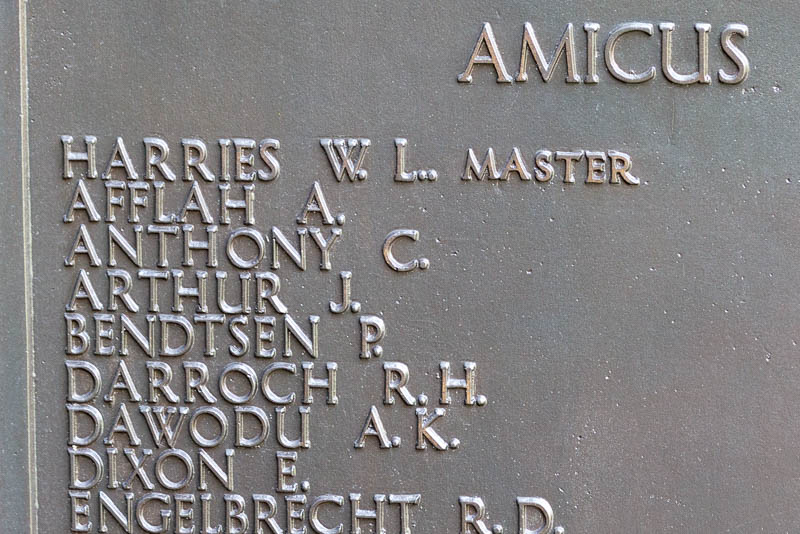 AMICUS
HARRIES W. L.. MASTER
AFFLAH A.
ANTHONY C.
ARTHUR J.
BENDTSEN P.
DARROCH R.H.
DAWODU A.K.
DIXON E.
ENGELBRECHT R.D.